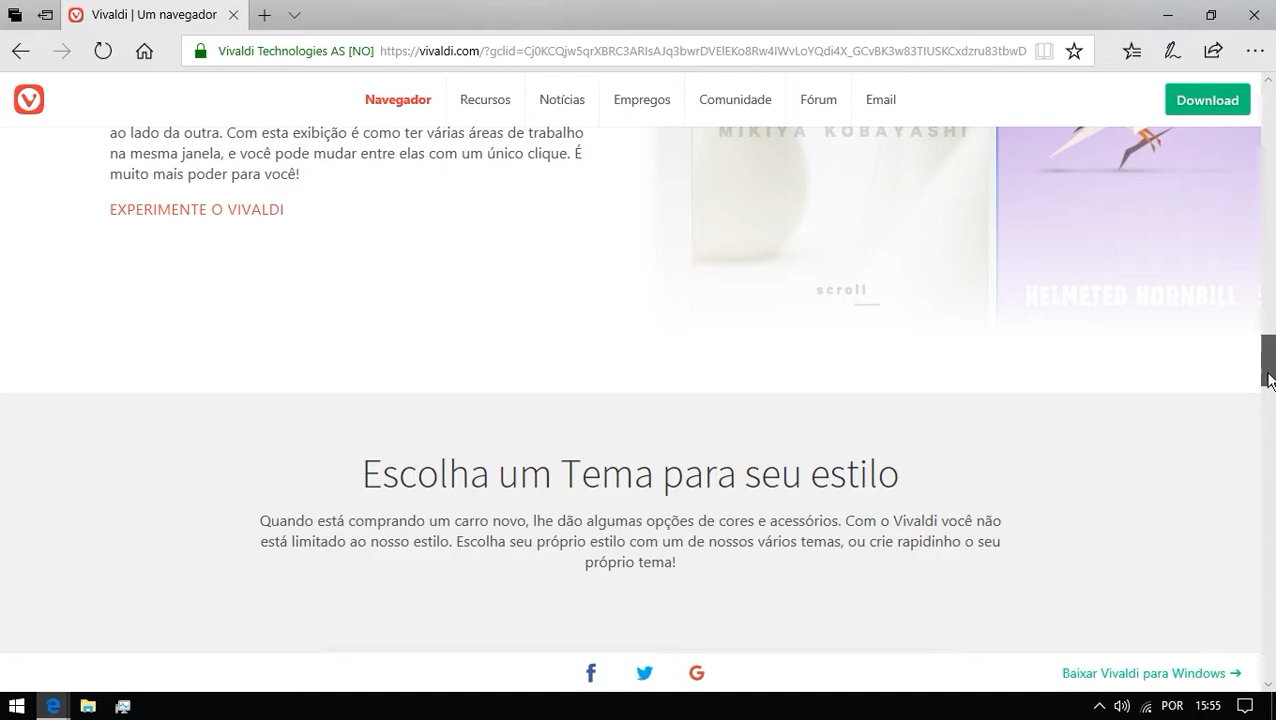 Vivaldi | Um navegador
Vivaldi Technologies AS [NO] https://vivaldi.com/?gclid=Cj0KCQjw5qrXBRC3ARIsAJq3bwrDVElEKo8Rw4IWvLoYQdi4X_GCvBK3w83TIUSKCxdzru83tbwD
Navegador Recursos Notícias Empregos Comunidade Fórum Email Download
ao lado da outra. Com esta exibição é como ter várias áreas de trabalho
na mesma janela, e você pode mudar entre elas com um único clique. É
muito mais poder para você!
EXPERIMENTE O VIVALDI
MIKIYA KOBAYASHI
scroll
HELMETED HORNBILL
Escolha um Tema para seu estilo
Quando está comprando um carro novo, lhe dão algumas opções de cores e acessórios. Com o Vivaldi você não
está limitado ao nosso estilo. Escolha seu próprio estilo com um de nossos vários temas, ou crie rapidinho o seu
próprio tema!
Baixar Vivaldi para Windows →
POR 15:55